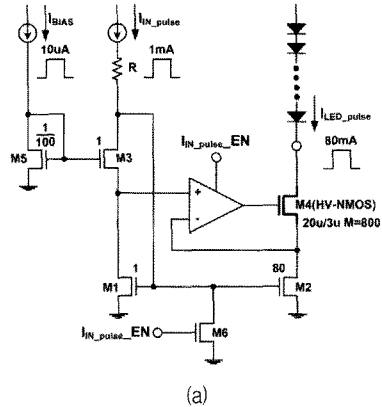 I_BIAS
10uA
I_IN_pulse
1mA
R
I_LED_pulse
80mA
1
100
M5
1
M3
I_IN_pulse_EN
+
-
M4(HV-NMOS)
20u/3u M=800
M1
1
80
M2
I_IN_pulse_EN
M6
(a)